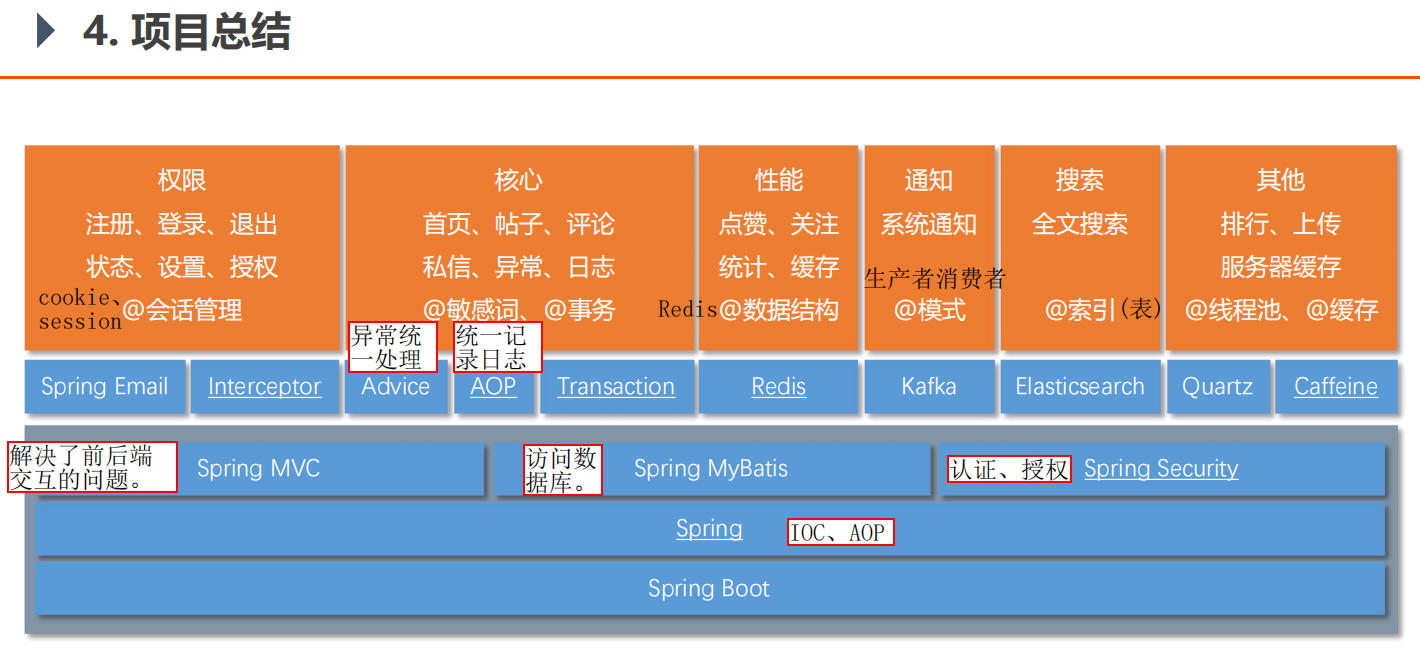 4. 项目总结
权限
注册、登录、退出
状态、设置、授权
cookie、
session
@会话管理
核心
首页、帖子、评论
私信、异常、日志
@敏感词、@事务
异常统
一处理
统一记
录日志
性能
点赞、关注
统计、缓存
Redis@数据结构
通知
系统通知
生产者消费者
@模式
搜索
全文搜索
@索引(表)
其他
排行、上传
服务器缓存
@线程池、@缓存
Spring Email
Interceptor
Advice
AOP
Transaction
Redis
Kafka
Elasticsearch
Quartz
Caffeine
解决了前后端
交互的问题。
Spring MVC
访问数
据库。
Spring MyBatis
认证、授权
Spring Security
Spring
IOC、AOP
Spring Boot